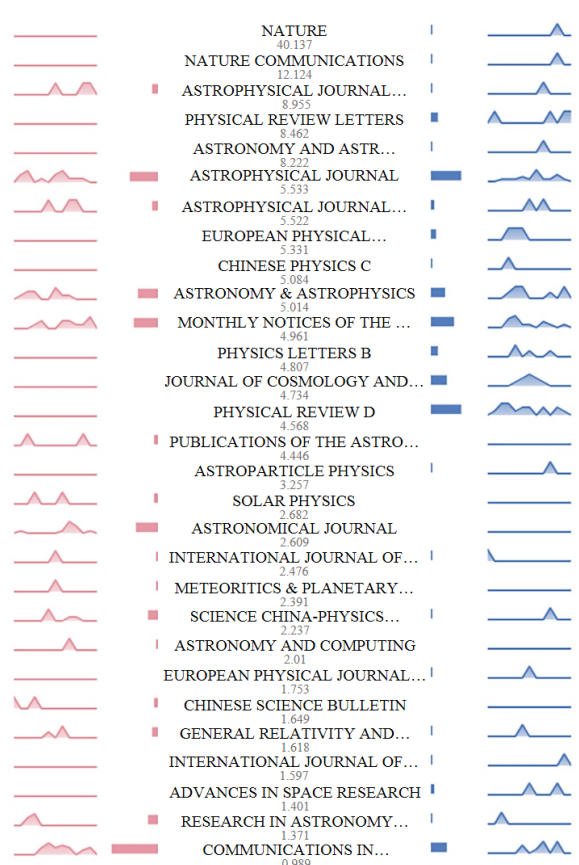 NATURE
40.137
NATURE COMMUNICATIONS
12.124
ASTROPHYSICAL JOURNAL...
8.955
PHYSICAL REVIEW LETTERS
8.462
ASTRONOMY AND ASTR...
8.222
ASTROPHYSICAL JOURNAL
5.533
ASTROPHYSICAL JOURNAL...
5.522
EUROPEAN PHYSICAL...
5.331
CHINESE PHYSICS C
5.084
ASTRONOMY & ASTROPHYSICS
5.014
MONTHLY NOTICES OF THE ...
4.961
PHYSICS LETTERS B
4.807
JOURNAL OF COSMOLOGY AND...
4.734
PHYSICAL REVIEW D
4.568
PUBLICATIONS OF THE ASTRO...
4.446
ASTROPARTICLE PHYSICS
3.257
SOLAR PHYSICS
2.682
ASTRONOMICAL JOURNAL
2.609
INTERNATIONAL JOURNAL OF...
2.476
METEORITICS & PLANETARY...
2.391
SCIENCE CHINA-PHYSICS...
2.237
ASTRONOMY AND COMPUTING
2.01
EUROPEAN PHYSICAL JOURNAL...
1.753
CHINESE SCIENCE BULLETIN
1.649
GENERAL RELATIVITY AND...
1.618
INTERNATIONAL JOURNAL OF...
1.597
ADVANCES IN SPACE RESEARCH
1.401
RESEARCH IN ASTRONOMY...
1.371
COMMUNICATIONS IN...
0.989